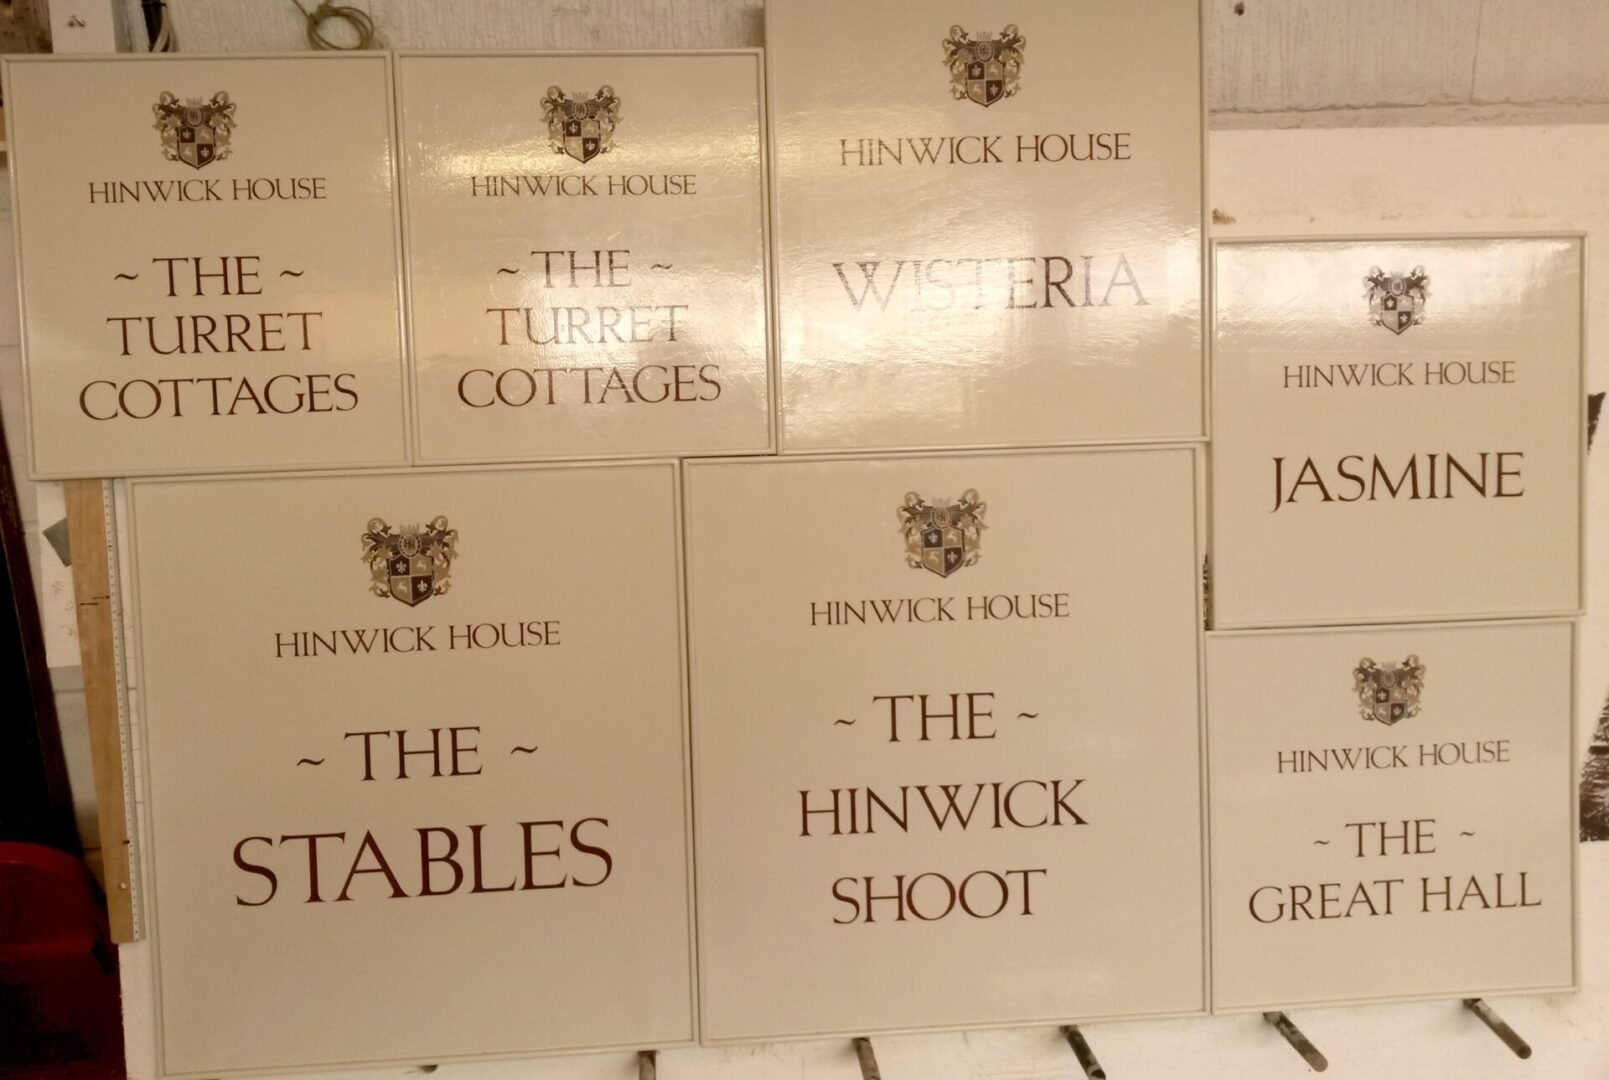 HINWICK HOUSE
~ THE ~
TURRET
COTTAGES
HINWICK HOUSE
~ THE ~
TURRET
COTTAGES
HINWICK HOUSE
WISTERIA
HINWICK HOUSE
JASMINE
HINWICK HOUSE
~ THE ~
STABLES
HINWICK HOUSE
~ THE ~
HINWICK
SHOOT
HINWICK HOUSE
~ THE ~
GREAT HALL